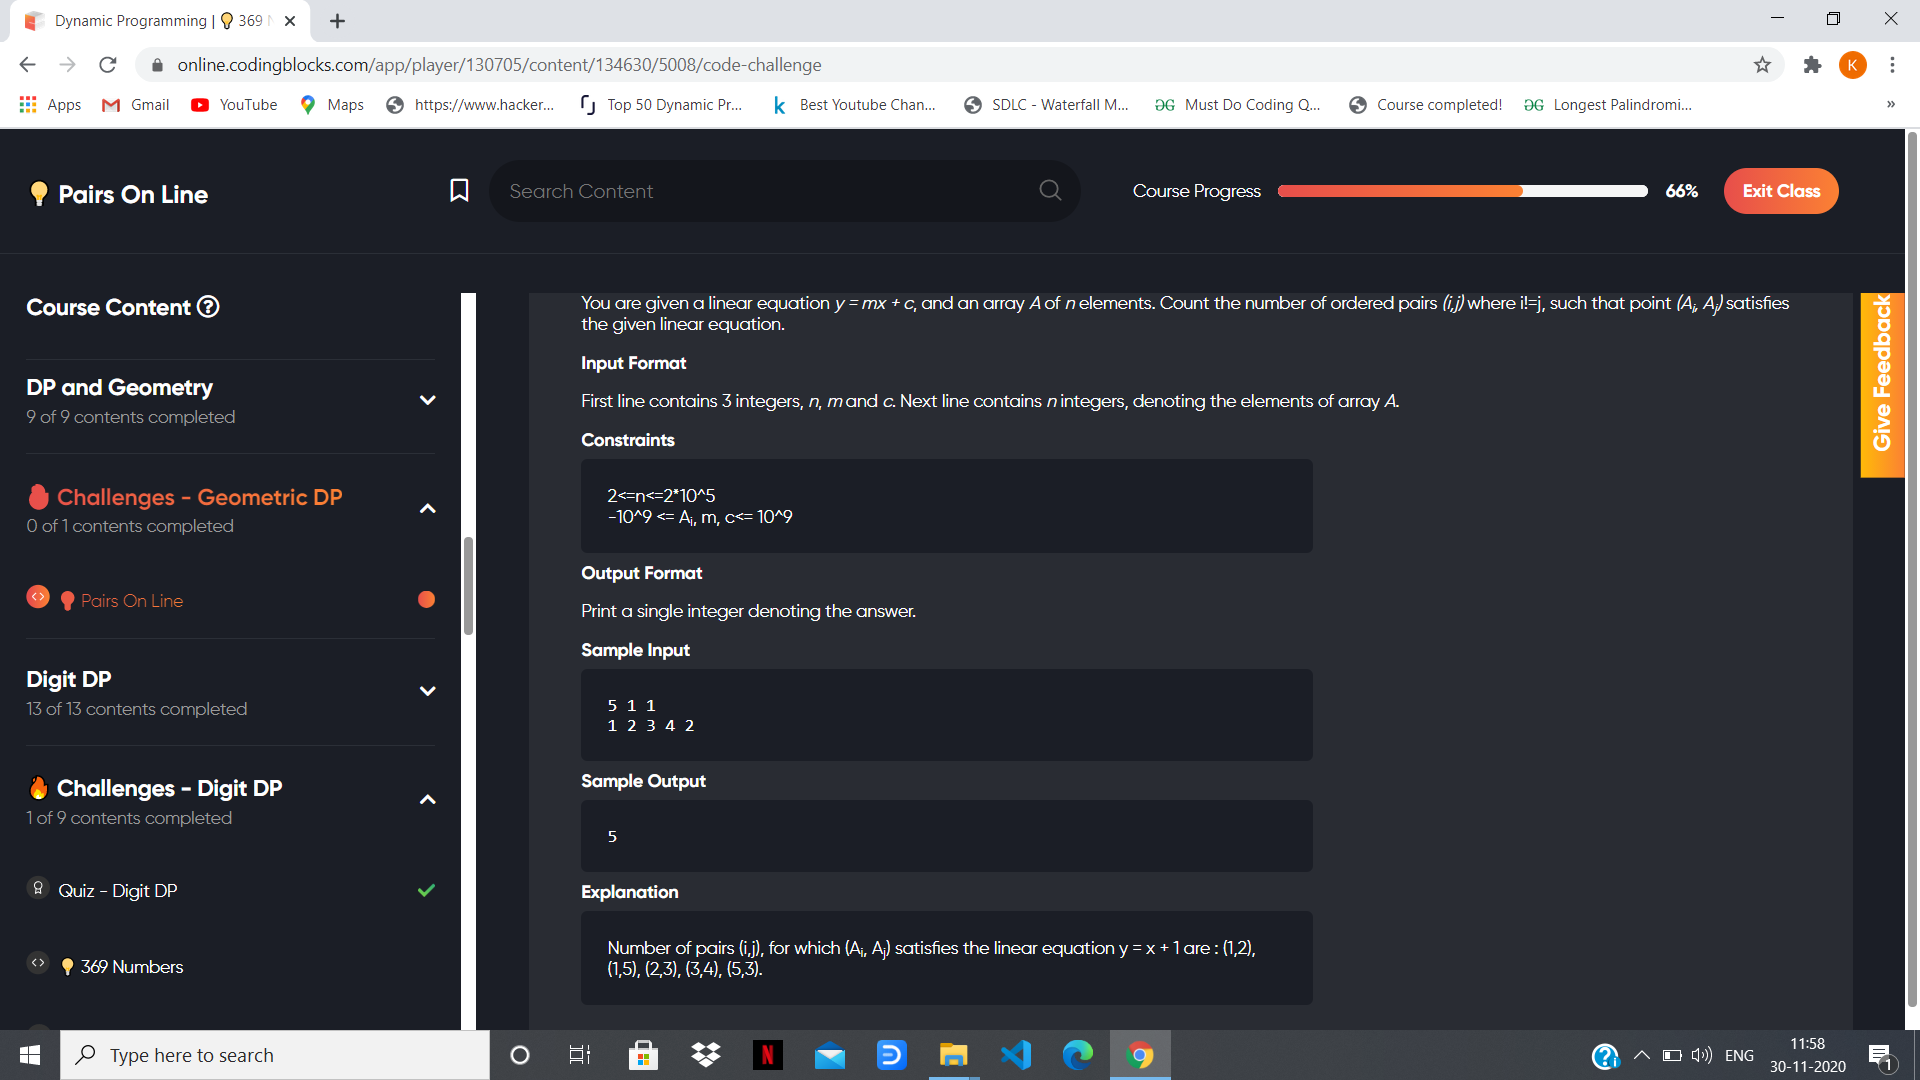 Dynamic Programming | 💡 369
online.codingblocks.com/app/player/130705/content/134630/5008/code-challenge
K
Apps
Gmail
YouTube
Maps
https://www.hacker...
Top 50 Dynamic Pr...
Best Youtube Chan...
SDLC - Waterfall M...
Must Do Coding Q...
Course completed!
Longest Palindromi...
»
💡 Pairs On Line
Search Content
Course Progress
66%
Exit Class
Course Content
DP and Geometry
9 of 9 contents completed
Challenges - Geometric DP
0 of 1 contents completed
Pairs On Line
Digit DP
13 of 13 contents completed
🔥 Challenges - Digit DP
1 of 9 contents completed
Quiz - Digit DP
💡 369 Numbers
You are given a linear equation y = mx + c, and an array A of n elements. Count the number of ordered pairs (i,j) where i!=j, such that point (Ai, Aj) satisfies
the given linear equation.
Input Format
First line contains 3 integers, n, m and c. Next line contains n integers, denoting the elements of array A.
Constraints
2<=n<=2*10^5
-10^9 <= Ai, m, c<= 10^9
Output Format
Print a single integer denoting the answer.
Sample Input
5 1 1
1 2 3 4 2
Sample Output
5
Explanation
Number of pairs (i,j), for which (Ai, Aj) satisfies the linear equation y = x + 1 are : (1,2),
(1,5), (2,3), (3,4), (5,3).
Give Feedback
Type here to search
ENG
11:58
30-11-2020
1